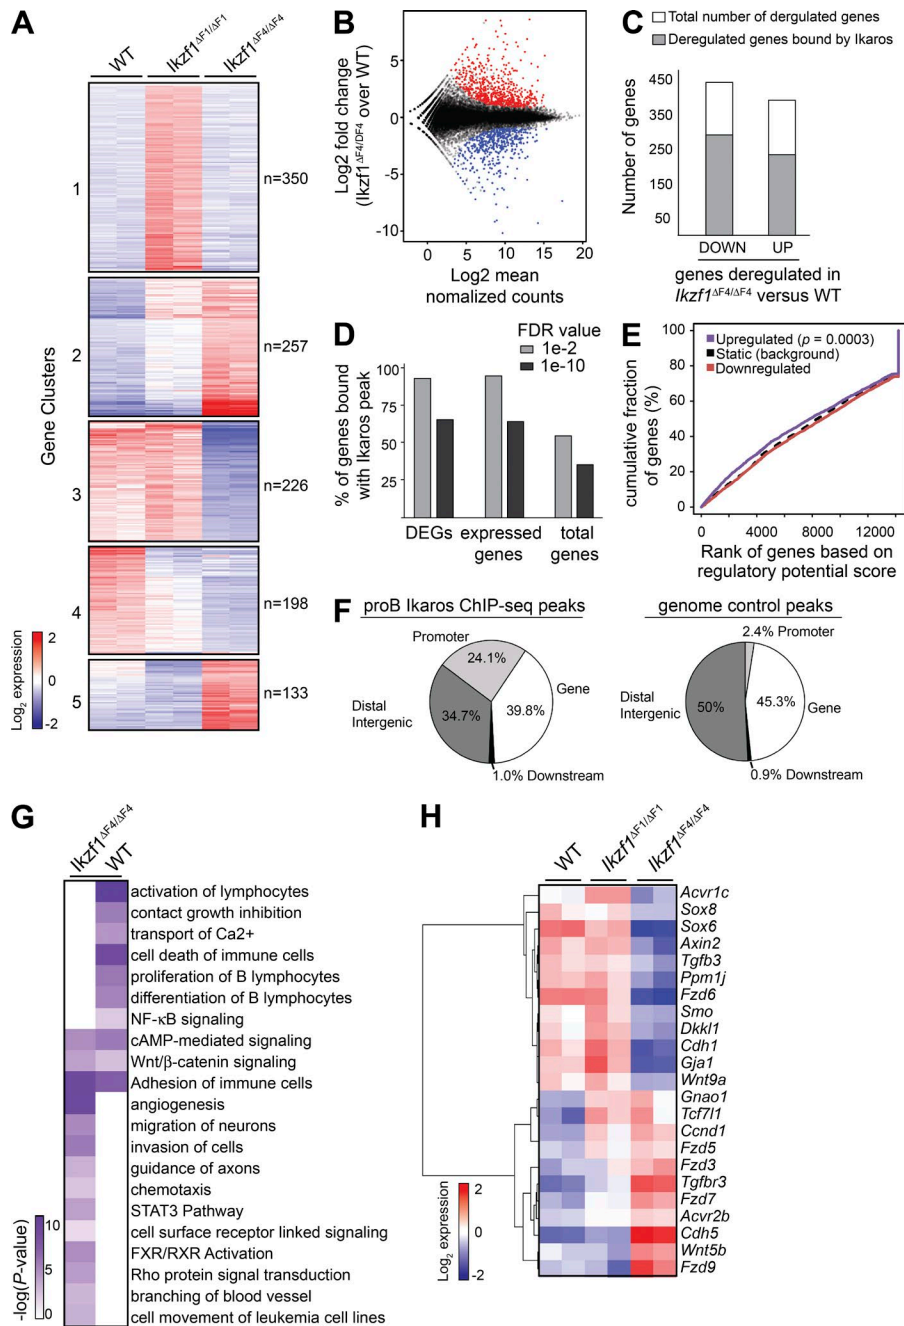 A
WT
Ikzf1ΔF1/ΔF1
Ikzf1ΔF4/ΔF4
Gene Clusters
1
n=350
2
n=257
3
n=226
4
n=198
5
n=133
Log2 expression
2
0
-2
B
Log2 fold change
(Ikzf1ΔF4/DF4 over WT)
5
0
-5
-10
0
5
10
15
20
Log2 mean
nomalized counts
C
Total number of dergulated genes
Deregulated genes bound by Ikaros
Number of genes
450
350
250
150
50
DOWN
UP
genes deregulated in
Ikzf1ΔF4/ΔF4 versus WT
D
FDR value
1e-2
1e-10
% of genes bound
with Ikaros peak
100
75
50
25
DEGs
expressed
genes
total
genes
E
Upregulated (p = 0.0003)
Static (background)
Downregulated
cumulative fraction
of genes (%)
100
80
60
40
20
0
0
4000
8000
12000
Rank of genes based on
regulatory potential score
F
proB Ikaros ChIP-seq peaks
Promoter
24.1%
Gene
39.8%
Distal
Intergenic
34.7%
1.0% Downstream
genome control peaks
2.4% Promoter
Distal
Intergenic
50%
45.3%
Gene
0.9% Downstream
G
Ikzf1ΔF4/ΔF4
WT
activation of lymphocytes
contact growth inhibition
transport of Ca2+
cell death of immune cells
proliferation of B lymphocytes
differentiation of B lymphocytes
NF-κB signaling
cAMP-mediated signaling
Wnt/β-catenin signaling
Adhesion of immune cells
angiogenesis
migration of neurons
invasion of cells
guidance of axons
chemotaxis
STAT3 Pathway
cell surface receptor linked signaling
FXR/RXR Activation
Rho protein signal transduction
branching of blood vessel
cell movement of leukemia cell lines
-log(P-value)
10
5
0
H
WT
Ikzf1ΔF1/ΔF1
Ikzf1ΔF4/ΔF4
Acvr1c
Sox8
Sox6
Axin2
Tgfb3
Ppm1j
Fzd6
Smo
Dkkl1
Cdh1
Gja1
Wnt9a
Gnao1
Tcf7l1
Ccnd1
Fzd5
Fzd3
Tgfbr3
Fzd7
Acvr2b
Cdh5
Wnt5b
Fzd9
Log2 expression
2
0
-2